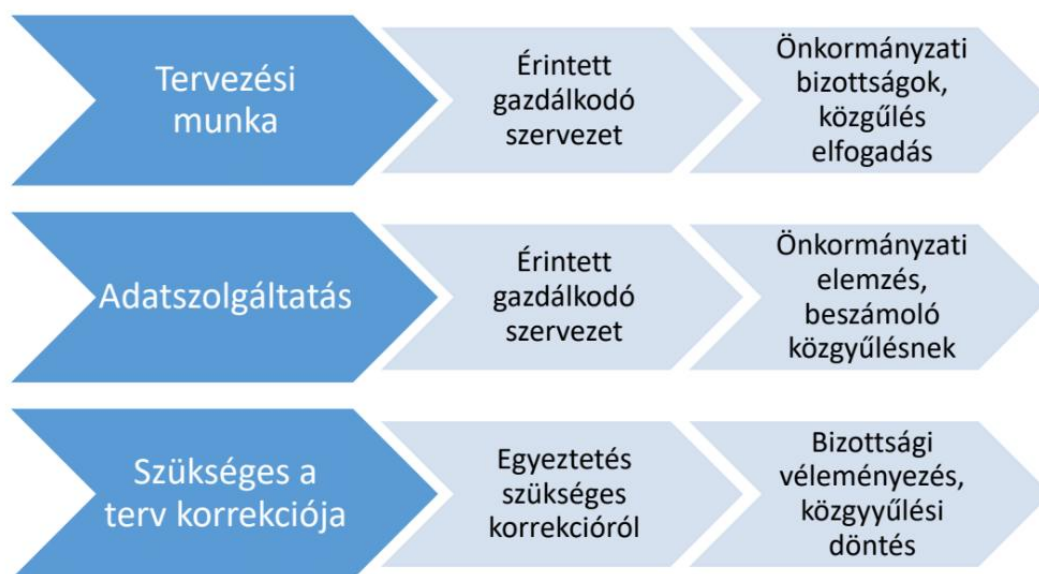 Tervezési
munka
Érintett
gazdálkodó
szervezet
Önkormányzati
bizottságok,
közgűlés
elfogadás
Adatszolgáltatás
Érintett
gazdálkodó
szervezet
Önkormányzati
elemzés,
beszámoló
közgyűlésnek
Szükséges a
terv korrekciója
Egyeztetés
szükséges
korrekcióról
Bizottsági
véleményezés,
közgyyűlési
döntés